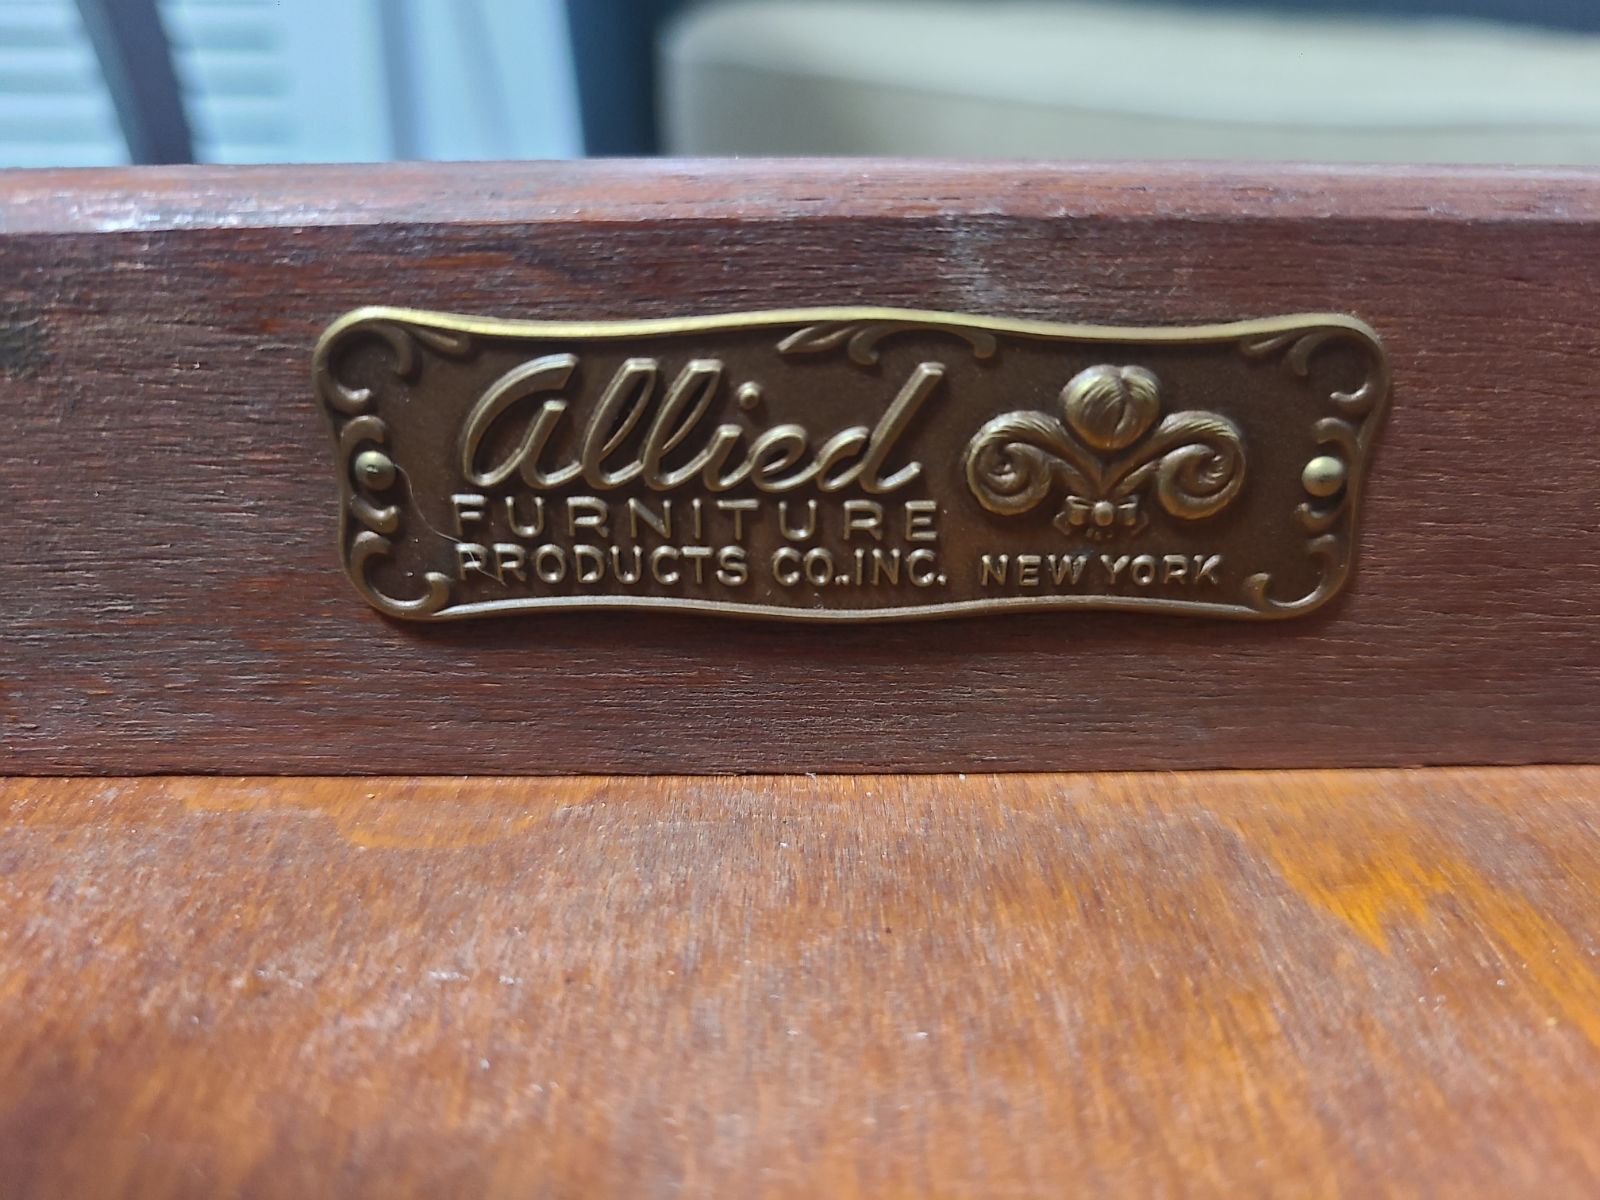 allied
FURNITURE
PRODUCTS CO., INC.
NEW YORK